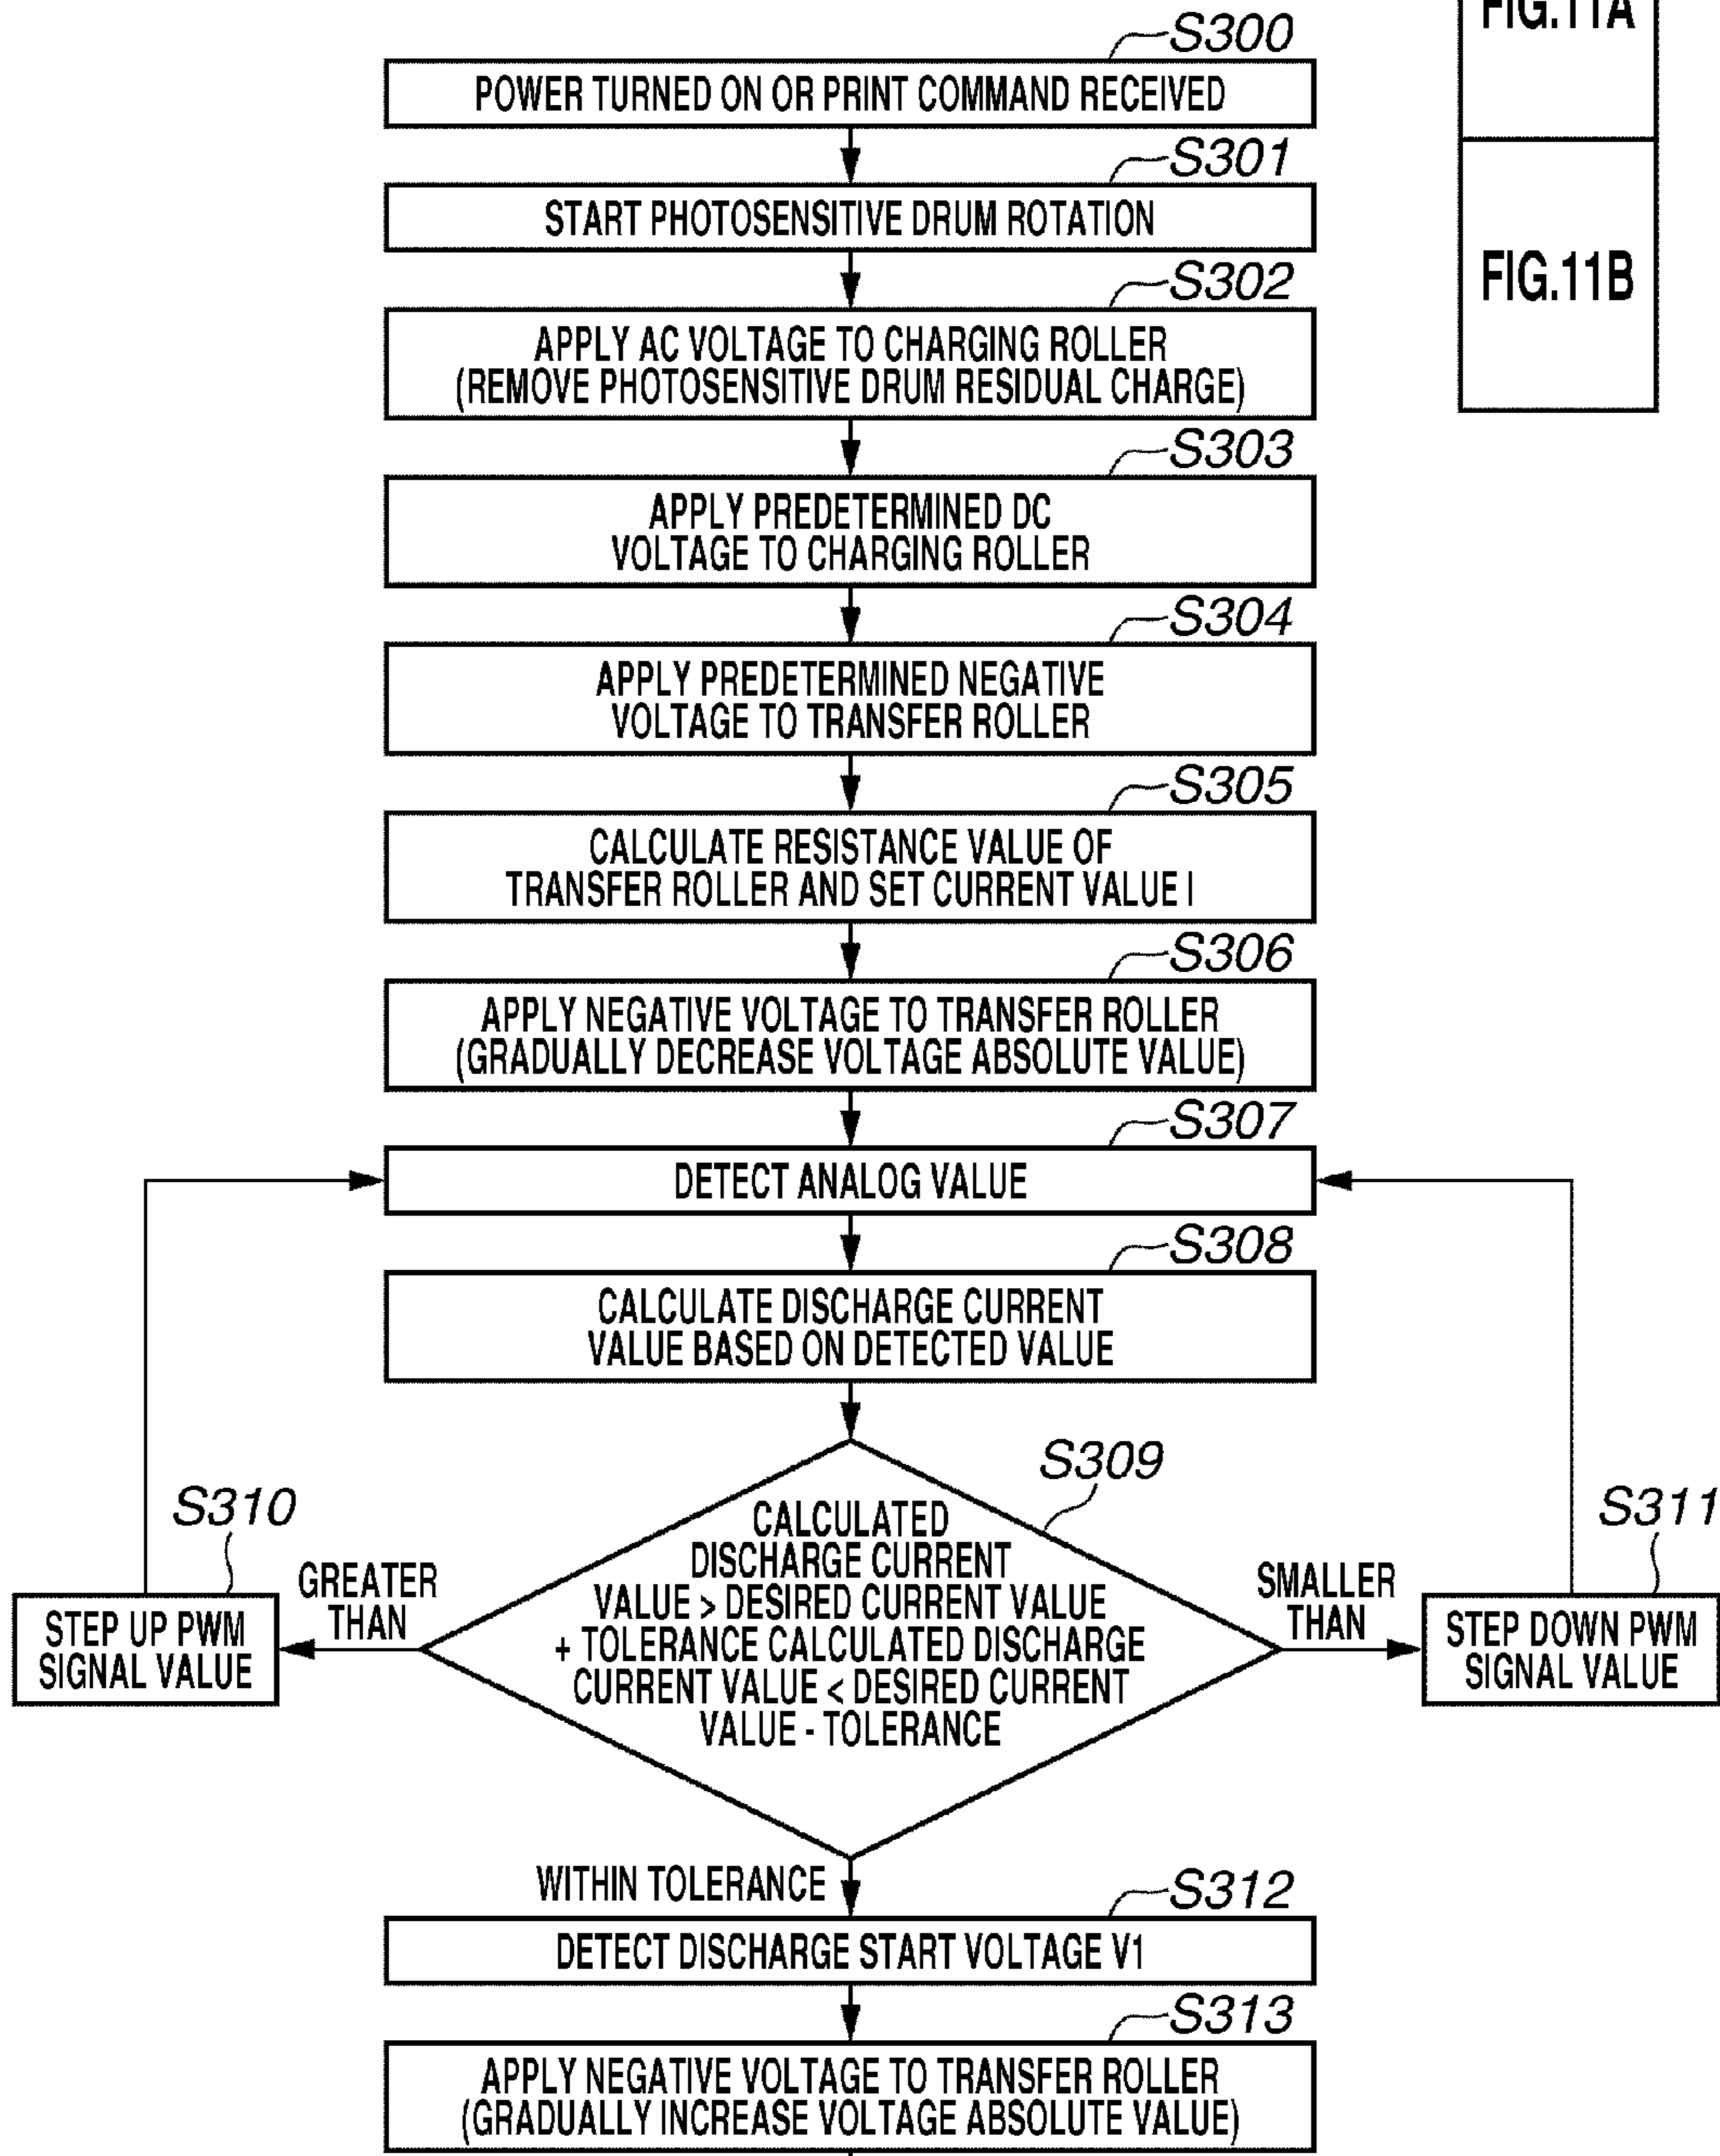 FIG.11A
FIG.11B
S300
POWER TURNED ON OR PRINT COMMAND RECEIVED
S301
START PHOTOSENSITIVE DRUM ROTATION
S302
APPLY AC VOLTAGE TO CHARGING ROLLER
(REMOVE PHOTOSENSITIVE DRUM RESIDUAL CHARGE)
S303
APPLY PREDETERMINED DC
VOLTAGE TO CHARGING ROLLER
S304
APPLY PREDETERMINED NEGATIVE
VOLTAGE TO TRANSFER ROLLER
S305
CALCULATE RESISTANCE VALUE OF
TRANSFER ROLLER AND SET CURRENT VALUE I
S306
APPLY NEGATIVE VOLTAGE TO TRANSFER ROLLER
(GRADUALLY DECREASE VOLTAGE ABSOLUTE VALUE)
S307
DETECT ANALOG VALUE
S308
CALCULATE DISCHARGE CURRENT
VALUE BASED ON DETECTED VALUE
S309
CALCULATED
DISCHARGE CURRENT
VALUE > DESIRED CURRENT VALUE
+ TOLERANCE CALCULATED DISCHARGE
CURRENT VALUE < DESIRED CURRENT
VALUE - TOLERANCE
S310
GREATER
THAN
STEP UP PWM
SIGNAL VALUE
S311
SMALLER
THAN
STEP DOWN PWM
SIGNAL VALUE
WITHIN TOLERANCE
S312
DETECT DISCHARGE START VOLTAGE V1
S313
APPLY NEGATIVE VOLTAGE TO TRANSFER ROLLER
(GRADUALLY INCREASE VOLTAGE ABSOLUTE VALUE)